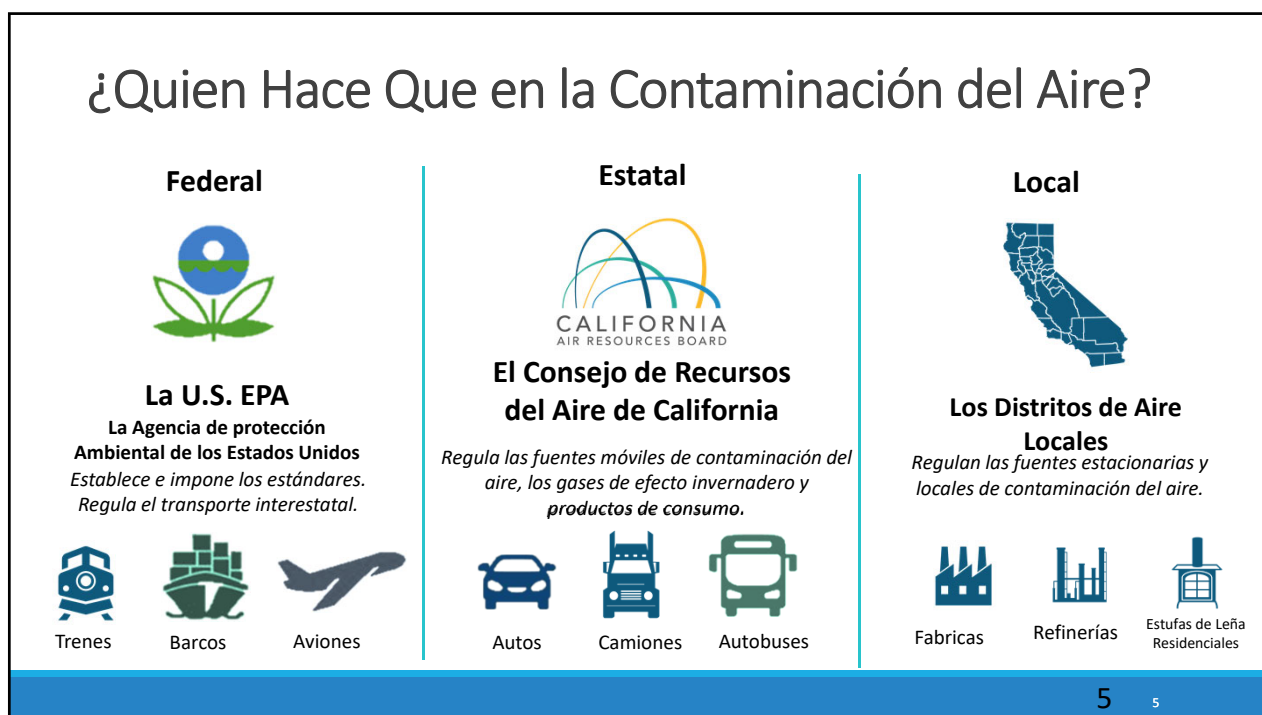 ¿Quien Hace Que en la Contaminación del Aire?
Federal
La U.S. EPA
La Agencia de protección
Ambiental de los Estados Unidos
Establece e impone los estándares.
Regula el transporte interestatal.
Trenes
Barcos
Aviones
Estatal
CALIFORNIA
AIR RESOURCES BOARD
El Consejo de Recursos
del Aire de California
Regula las fuentes móviles de contaminación del
aire, los gases de efecto invernadero y
productos de consumo.
Autos
Camiones
Autobuses
Local
Los Distritos de Aire
Locales
Regulan las fuentes estacionarias y
locales de contaminación del aire.
Fabricas
Refinerías
Estufas de Leña
Residenciales
5
5